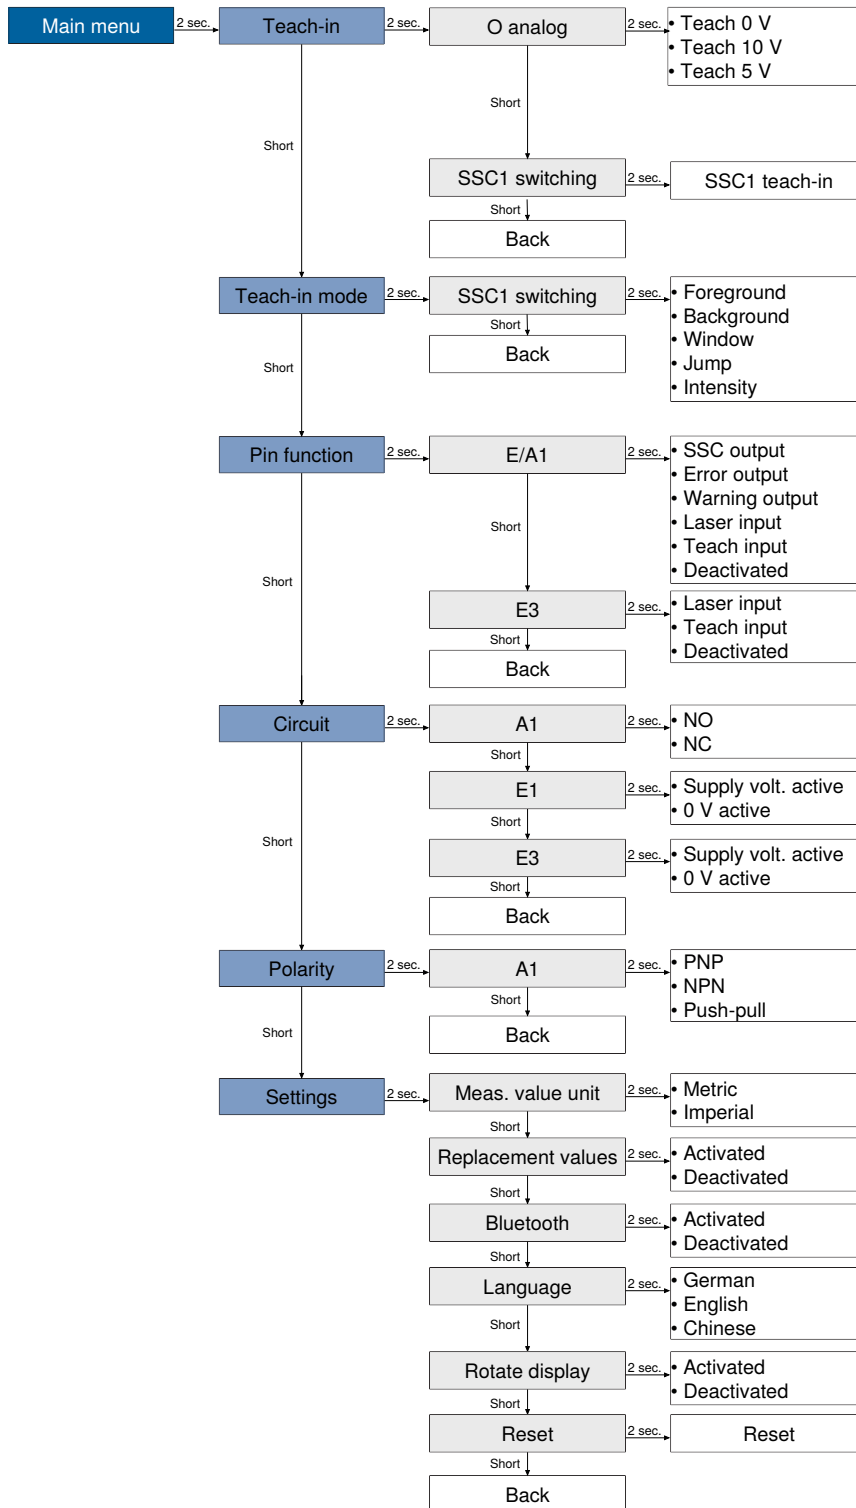 Main menu
2 sec.
Teach-in
2 sec.
O analog
2 sec.
• Teach 0 V
• Teach 10 V
• Teach 5 V
Short
Short
SSC1 switching
2 sec.
SSC1 teach-in
Short
Back
Teach-in mode
2 sec.
SSC1 switching
2 sec.
• Foreground
• Background
• Window
• Jump
• Intensity
Short
Back
Short
Pin function
2 sec.
E/A1
2 sec.
• SSC output
• Error output
• Warning output
• Laser input
• Teach input
• Deactivated
Short
Short
E3
2 sec.
• Laser input
• Teach input
• Deactivated
Short
Back
Circuit
2 sec.
A1
2 sec.
• NO
• NC
Short
E1
2 sec.
• Supply volt. active
• 0 V active
Short
Short
E3
2 sec.
• Supply volt. active
• 0 V active
Short
Back
Polarity
2 sec.
A1
2 sec.
• PNP
• NPN
• Push-pull
Short
Back
Short
Settings
2 sec.
Meas. value unit
2 sec.
• Metric
• Imperial
Short
Replacement values
2 sec.
• Activated
• Deactivated
Short
Bluetooth
2 sec.
• Activated
• Deactivated
Short
Language
2 sec.
• German
• English
• Chinese
Short
Rotate display
2 sec.
• Activated
• Deactivated
Short
Reset
2 sec.
Reset
Short
Back